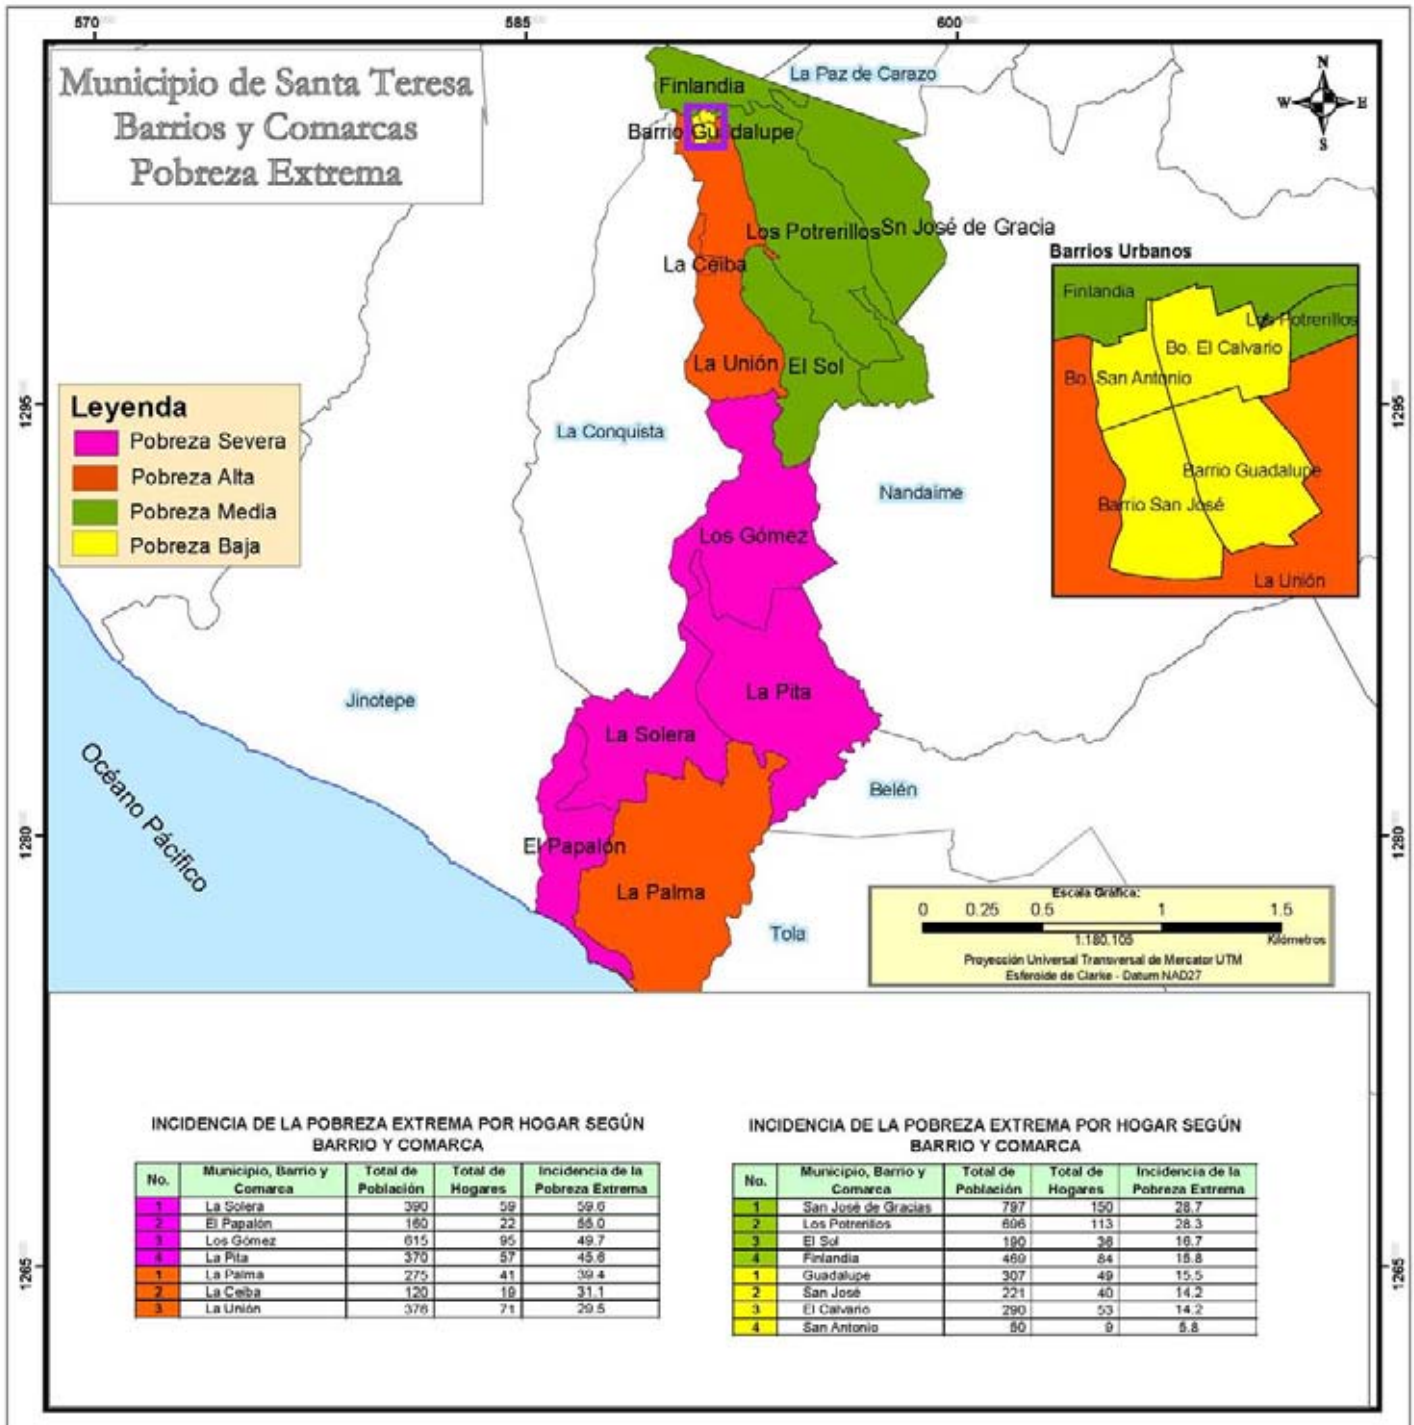 570
585
600
Municipio de Santa Teresa
Barrios y Comarcas
Pobreza Extrema
La Paz de Carazo
Finlandia
Barrio Guadalupe
N
W E
S
Los Potrerillos
Sn José de Gracia
La Ceiba
La Unión
El Sol
Barrios Urbanos
Finlandia
Los Potrerillos
Bo. El Calvario
Bo. San Antonio
Barrio Guadalupe
Barrio San José
La Unión
1295
1295
Leyenda
Pobreza Severa
Pobreza Alta
Pobreza Media
Pobreza Baja
La Conquista
Nandaime
Los Gómez
La Pita
Jinotepe
La Solera
Océano Pácifico
Belén
1280
1280
El Papalón
La Palma
Tola
Escala Gráfica:
0 0.25 0.5 1 1.5
1:180,105 Kilómetros
Proyección Universal Transversal de Mercator UTM
Esferoide de Clarke - Datum NAD27
1265
1265
INCIDENCIA DE LA POBREZA EXTREMA POR HOGAR SEGÚN
BARRIO Y COMARCA
No. Municipio, Barrio y Comarca Total de Población Total de Hogares Incidencia de la Pobreza Extrema
1 La Solera 390 59 59.6
2 El Papalón 160 22 55.0
3 Los Gómez 615 95 49.7
4 La Pita 370 57 45.6
1 La Palma 275 41 39.4
2 La Ceiba 120 19 31.1
3 La Unión 376 71 29.5
INCIDENCIA DE LA POBREZA EXTREMA POR HOGAR SEGÚN
BARRIO Y COMARCA
No. Municipio, Barrio y Comarca Total de Población Total de Hogares Incidencia de la Pobreza Extrema
1 San José de Gracias 797 150 28.7
2 Los Potrerillos 696 113 28.3
3 El Sol 190 36 16.7
4 Finlandia 469 84 15.8
1 Guadalupe 307 49 15.5
2 San José 221 40 14.2
3 El Calvario 290 53 14.2
4 San Antonio 50 9 5.8